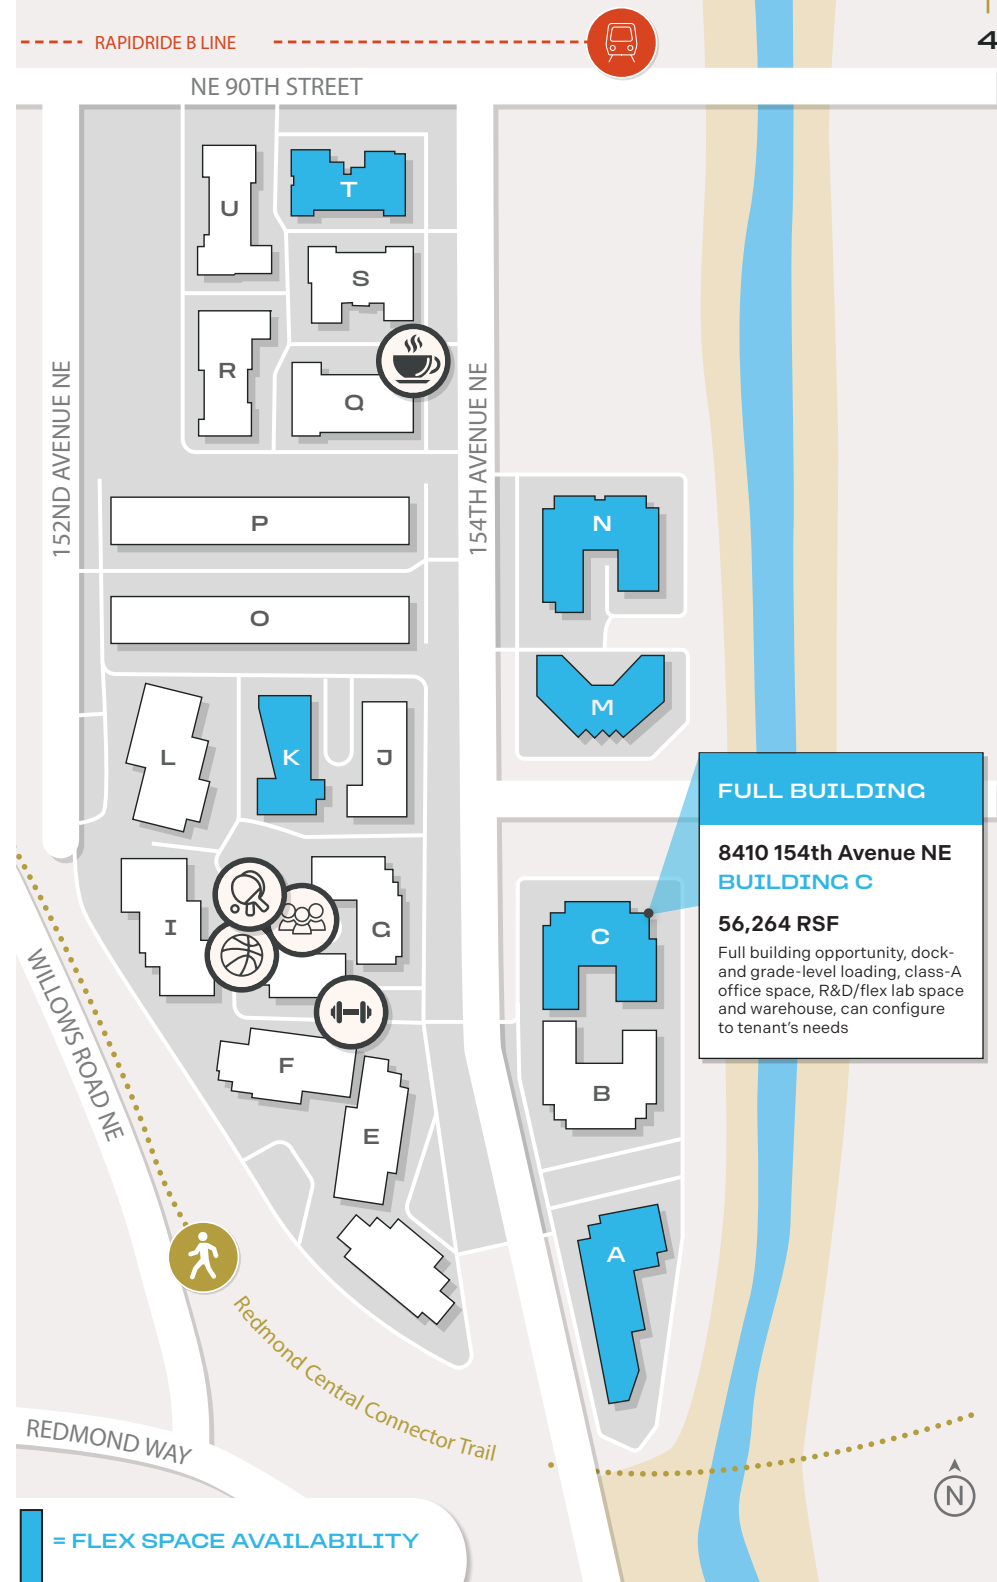 RAPIDRIDE B LINE
4
NE 90TH STREET
U
T
S
R
Q
152ND AVENUE NE
154TH AVENUE NE
P
N
O
M
L
K
J
FULL BUILDING
8410 154th Avenue NE
BUILDING C
56,264 RSF
Full building opportunity, dock-
and grade-level loading, class-A
office space, R&D/flex lab space
and warehouse, can configure
to tenant's needs
I
G
C
WILLOWS ROAD NE
F
B
E
A
Redmond Central Connector Trail
REDMOND WAY
N
= FLEX SPACE AVAILABILITY